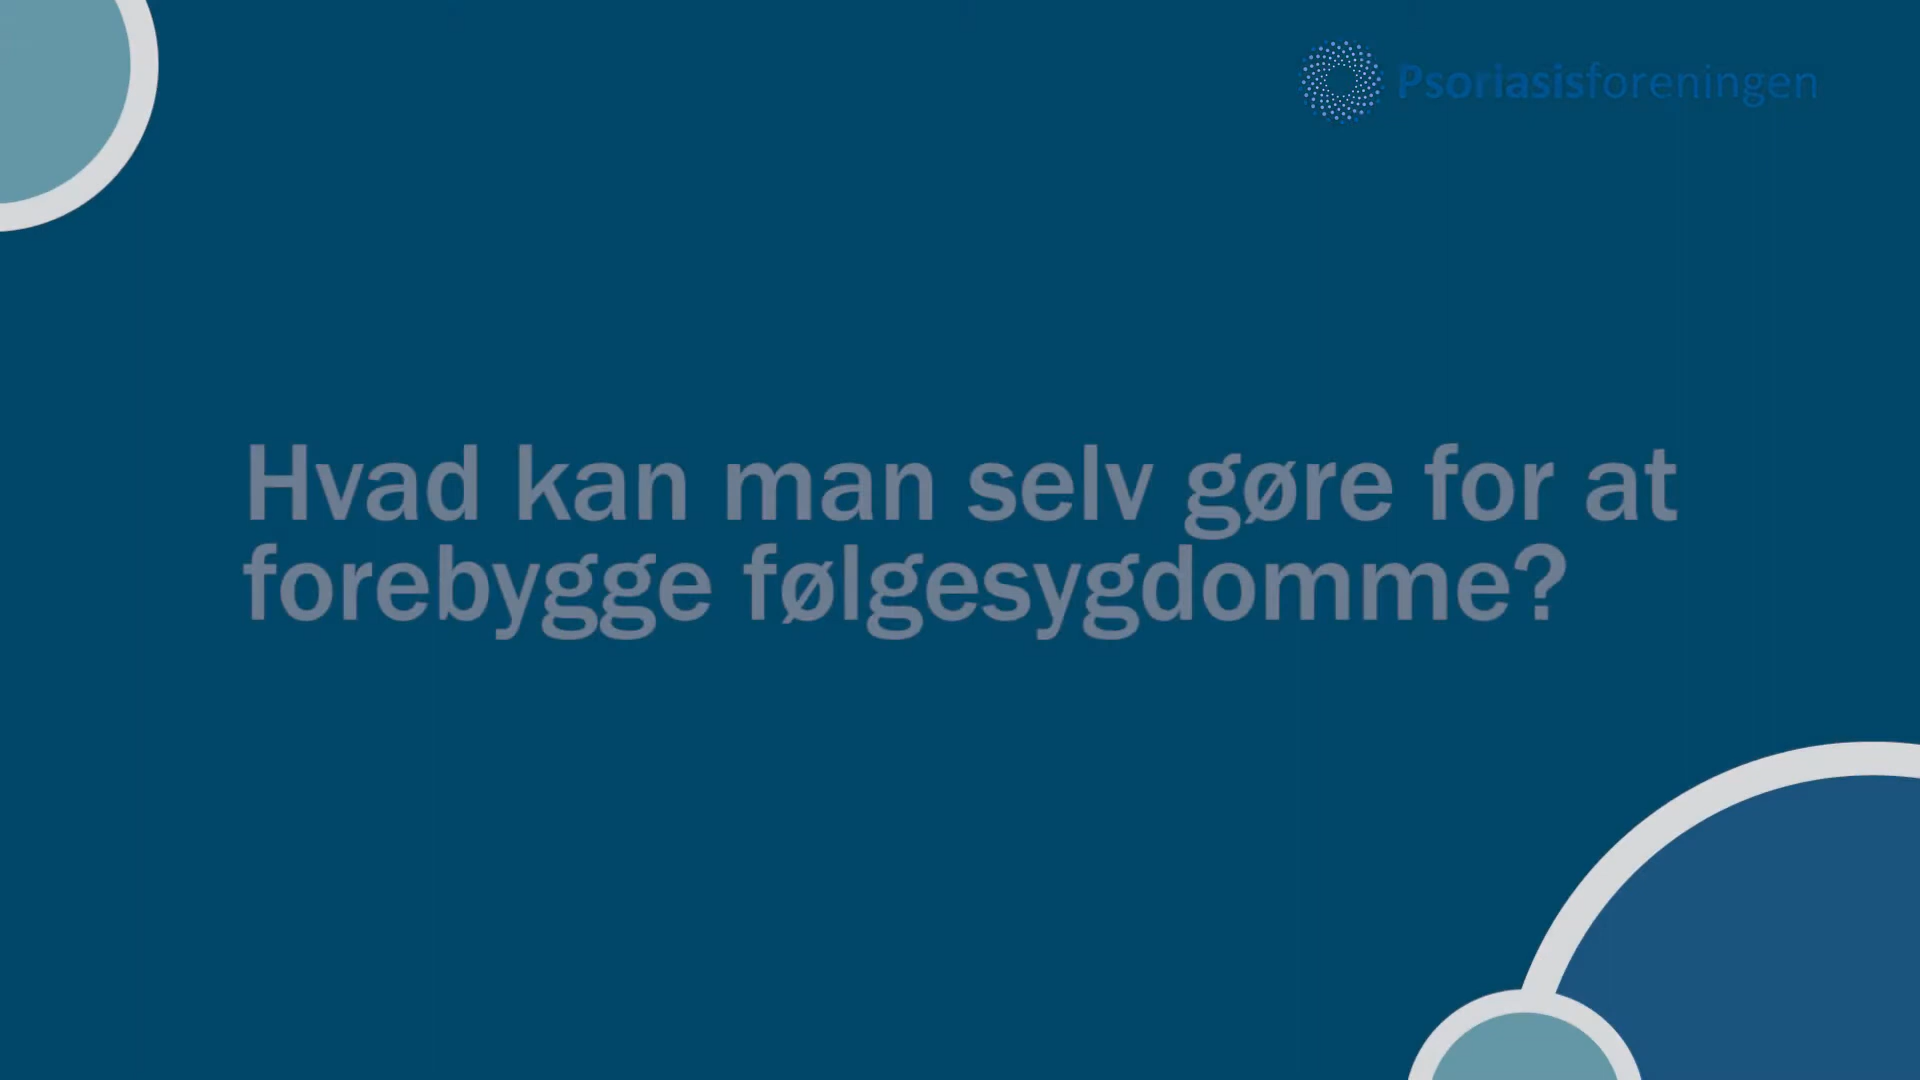 Psoriasisforeningen
Hvad kan man selv gøre for at
forebygge følgesygdomme?